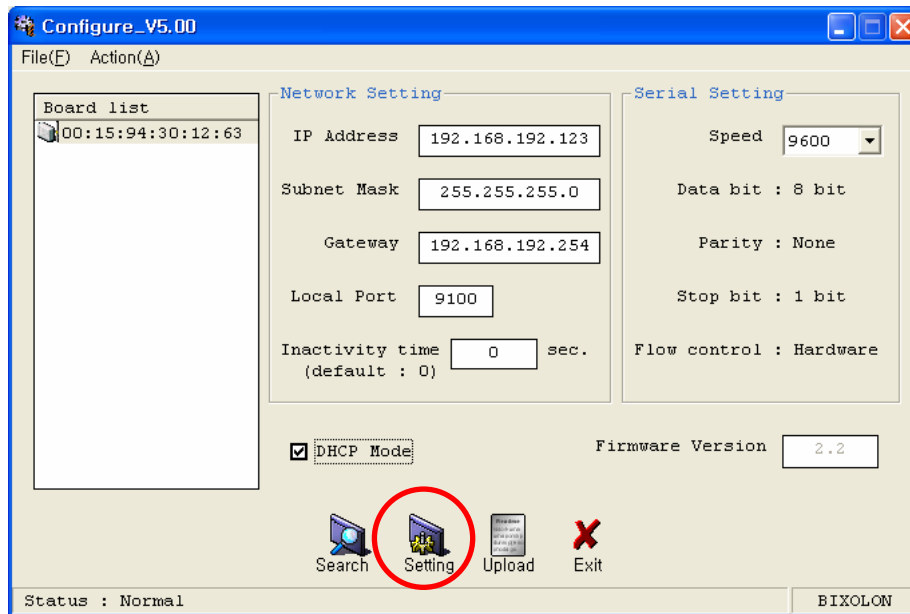 Configure_V5.00
File(F) Action(A)
Board list
00:15:94:30:12:63
Network Setting
IP Address 192.168.192.123
Subnet Mask 255.255.255.0
Gateway 192.168.192.254
Local Port 9100
Inactivity time 0 sec.
(default : 0)
Serial Setting
Speed 9600
Data bit : 8 bit
Parity : None
Stop bit : 1 bit
Flow control : Hardware
DHCP Mode
Firmware Version 2.2
Search Setting Upload Exit
Status : Normal BIXOLON